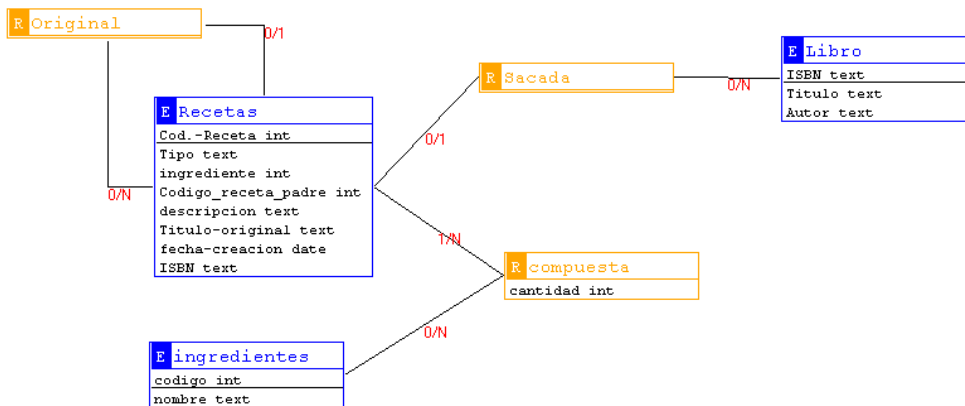 R Original
0/1
E Libro
ISBN text
Titulo text
Autor text
R Sacada
0/N
E Recetas
Cod.-Receta int
Tipo text
ingrediente int
Codigo_receta_padre int
descripcion text
Titulo-original text
fecha-creacion date
ISBN text
0/1
0/N
1/N
R compuesta
cantidad int
0/N
E ingredientes
codigo int
nombre text